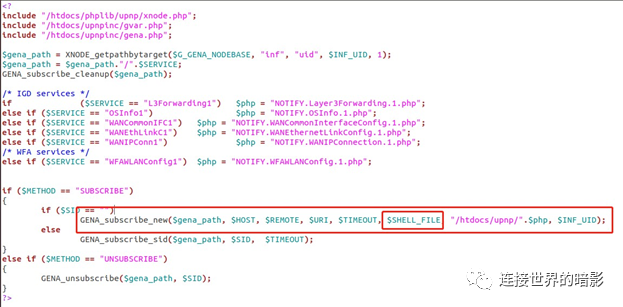 <?
include "/htdocs/phplib/upnp/xnode.php";
include "/htdocs/upnpinc/gvar.php";
include "/htdocs/upnpinc/gena.php";
$gena_path = XNODE_getpathbytarget($G_GENA_NODEBASE, "inf", "uid", $INF_UID, 1);
$gena_path = $gena_path."/".$SERVICE;
GENA_subscribe_cleanup($gena_path);
/* IGD services */
if ($SERVICE == "L3Forwarding1") $php = "NOTIFY.Layer3Forwarding.1.php";
else if ($SERVICE == "OSInfo1") $php = "NOTIFY.OSInfo.1.php";
else if ($SERVICE == "WANCommonIFC1") $php = "NOTIFY.WANCommonInterfaceConfig.1.php";
else if ($SERVICE == "WANEthLinkC1") $php = "NOTIFY.WANEthernetLinkConfig.1.php";
else if ($SERVICE == "WANIPConn1") $php = "NOTIFY.WANIPConnection.1.php";
/* WFA services */
else if ($SERVICE == "WFAWLANConfig1") $php = "NOTIFY.WFAWLANConfig.1.php";
if ($METHOD == "SUBSCRIBE")
{
if ($SID == "")
GENA_subscribe_new($gena_path, $HOST, $REMOTE, $URI, $TIMEOUT, $SHELL_FILE "/htdocs/upnp/".$php, $INF_UID);
else
GENA_subscribe_sid($gena_path, $SID, $TIMEOUT);
}
else if ($METHOD == "UNSUBSCRIBE")
{
GENA_unsubscribe($gena_path, $SID);
}
?>
连接世界的暗影